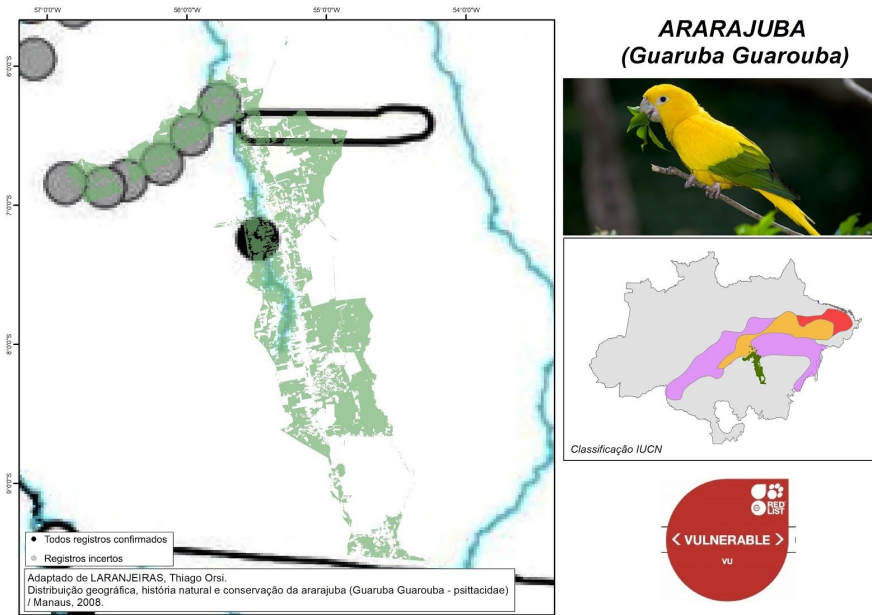 57°0'0"W 56°0'0"W 55°0'0"W 54°0'0"W
6°0'0"S
7°0'0"S
8°0'0"S
9°0'0"S
Todos registros confirmados
Registros incertos
Adaptado de LARANJEIRAS, Thiago Orsi.
Distribuição geográfica, história natural e conservação da ararajuba (Guaruba Guarouba - psittacidae)
/ Manaus, 2008.
ARARAJUBA
(Guaruba Guarouba)
Classificação IUCN
RED
LIST
< VULNERABLE >
VU